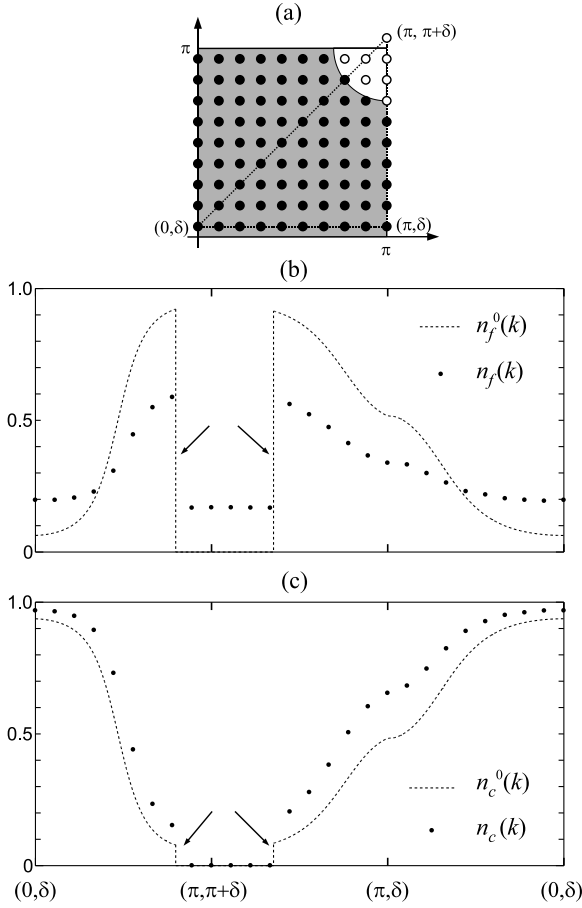 (a)
π
(π, π+δ)
(0,δ)
(π,δ)
π
(b)
1.0
n_f^0(k)
n_f(k)
0.5
0
(c)
1.0
0.5
n_c^0(k)
n_c(k)
0
(0,δ) (π,π+δ) (π,δ) (0,δ)